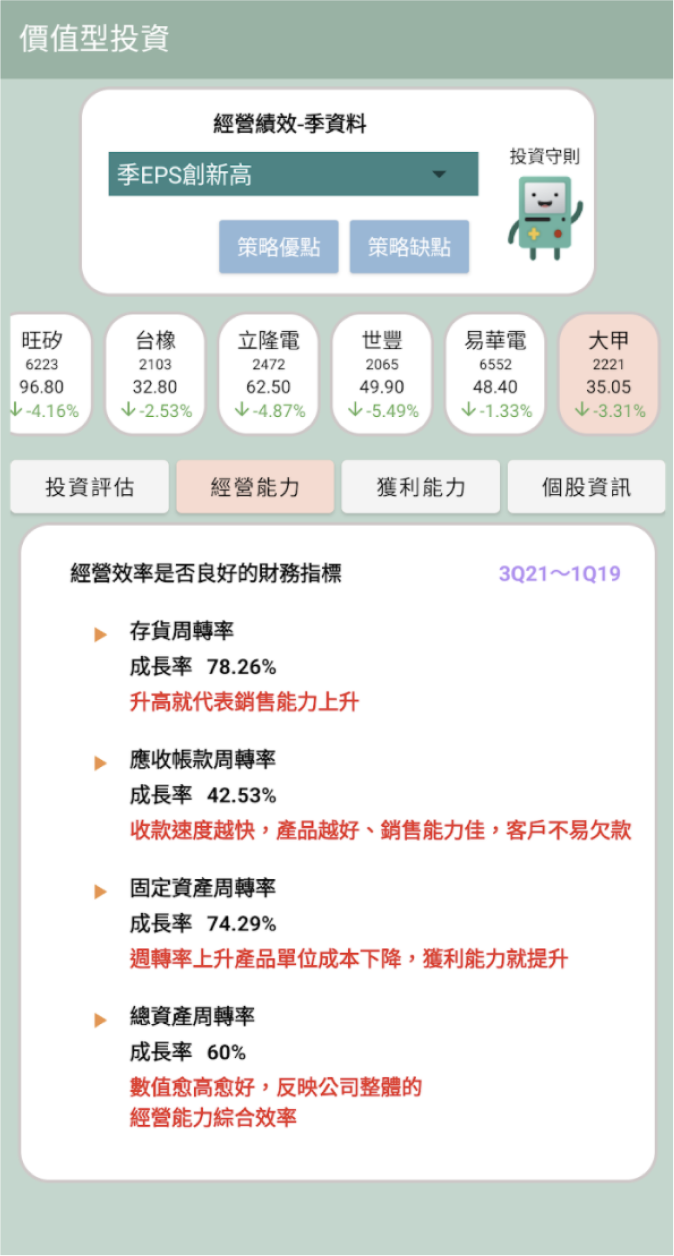 價值型投資
經營績效-季資料
季EPS創新高
投資守則
策略優點
策略缺點
旺矽
6223
96.80
↓-4.16%
台橡
2103
32.80
↓-2.53%
立隆電
2472
62.50
↓-4.87%
世豐
2065
49.90
↓-5.49%
易華電
6552
48.40
↓-1.33%
大甲
2221
35.05
↓-3.31%
投資評估
經營能力
獲利能力
個股資訊
經營效率是否良好的財務指標
3Q21～1Q19
存貨周轉率
成長率 78.26%
升高就代表銷售能力上升
應收帳款周轉率
成長率 42.53%
收款速度越快，產品越好、銷售能力佳，客戶不易欠款
固定資產周轉率
成長率 74.29%
週轉率上升產品單位成本下降，獲利能力就提升
總資產周轉率
成長率 60%
數值愈高愈好，反映公司整體的
經營能力綜合效率